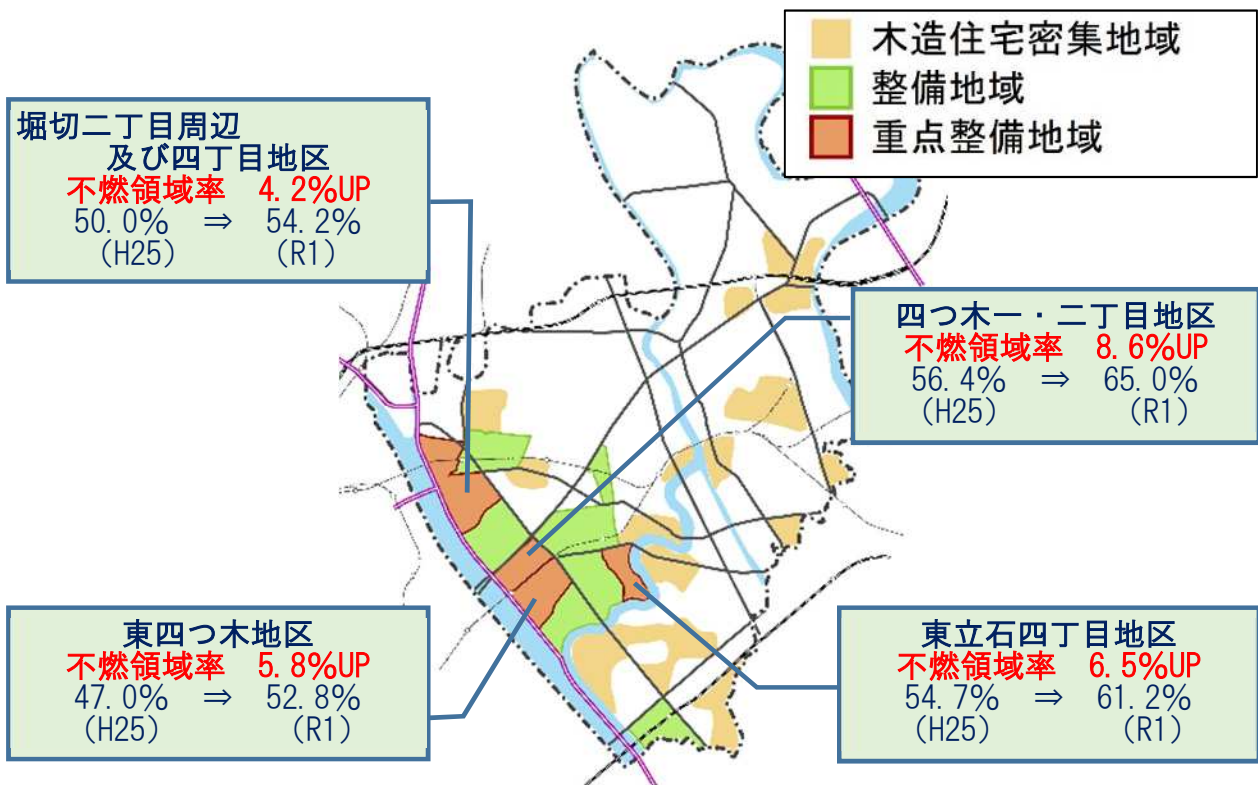 木造住宅密集地域
整備地域
重点整備地域
堀切二丁目周辺
及び四丁目地区
不燃領域率 4.2%UP
50.0% ⇒ 54.2%
(H25) (R1)
四つ木一・二丁目地区
不燃領域率 8.6%UP
56.4% ⇒ 65.0%
(H25) (R1)
東四つ木地区
不燃領域率 5.8%UP
47.0% ⇒ 52.8%
(H25) (R1)
東立石四丁目地区
不燃領域率 6.5%UP
54.7% ⇒ 61.2%
(H25) (R1)